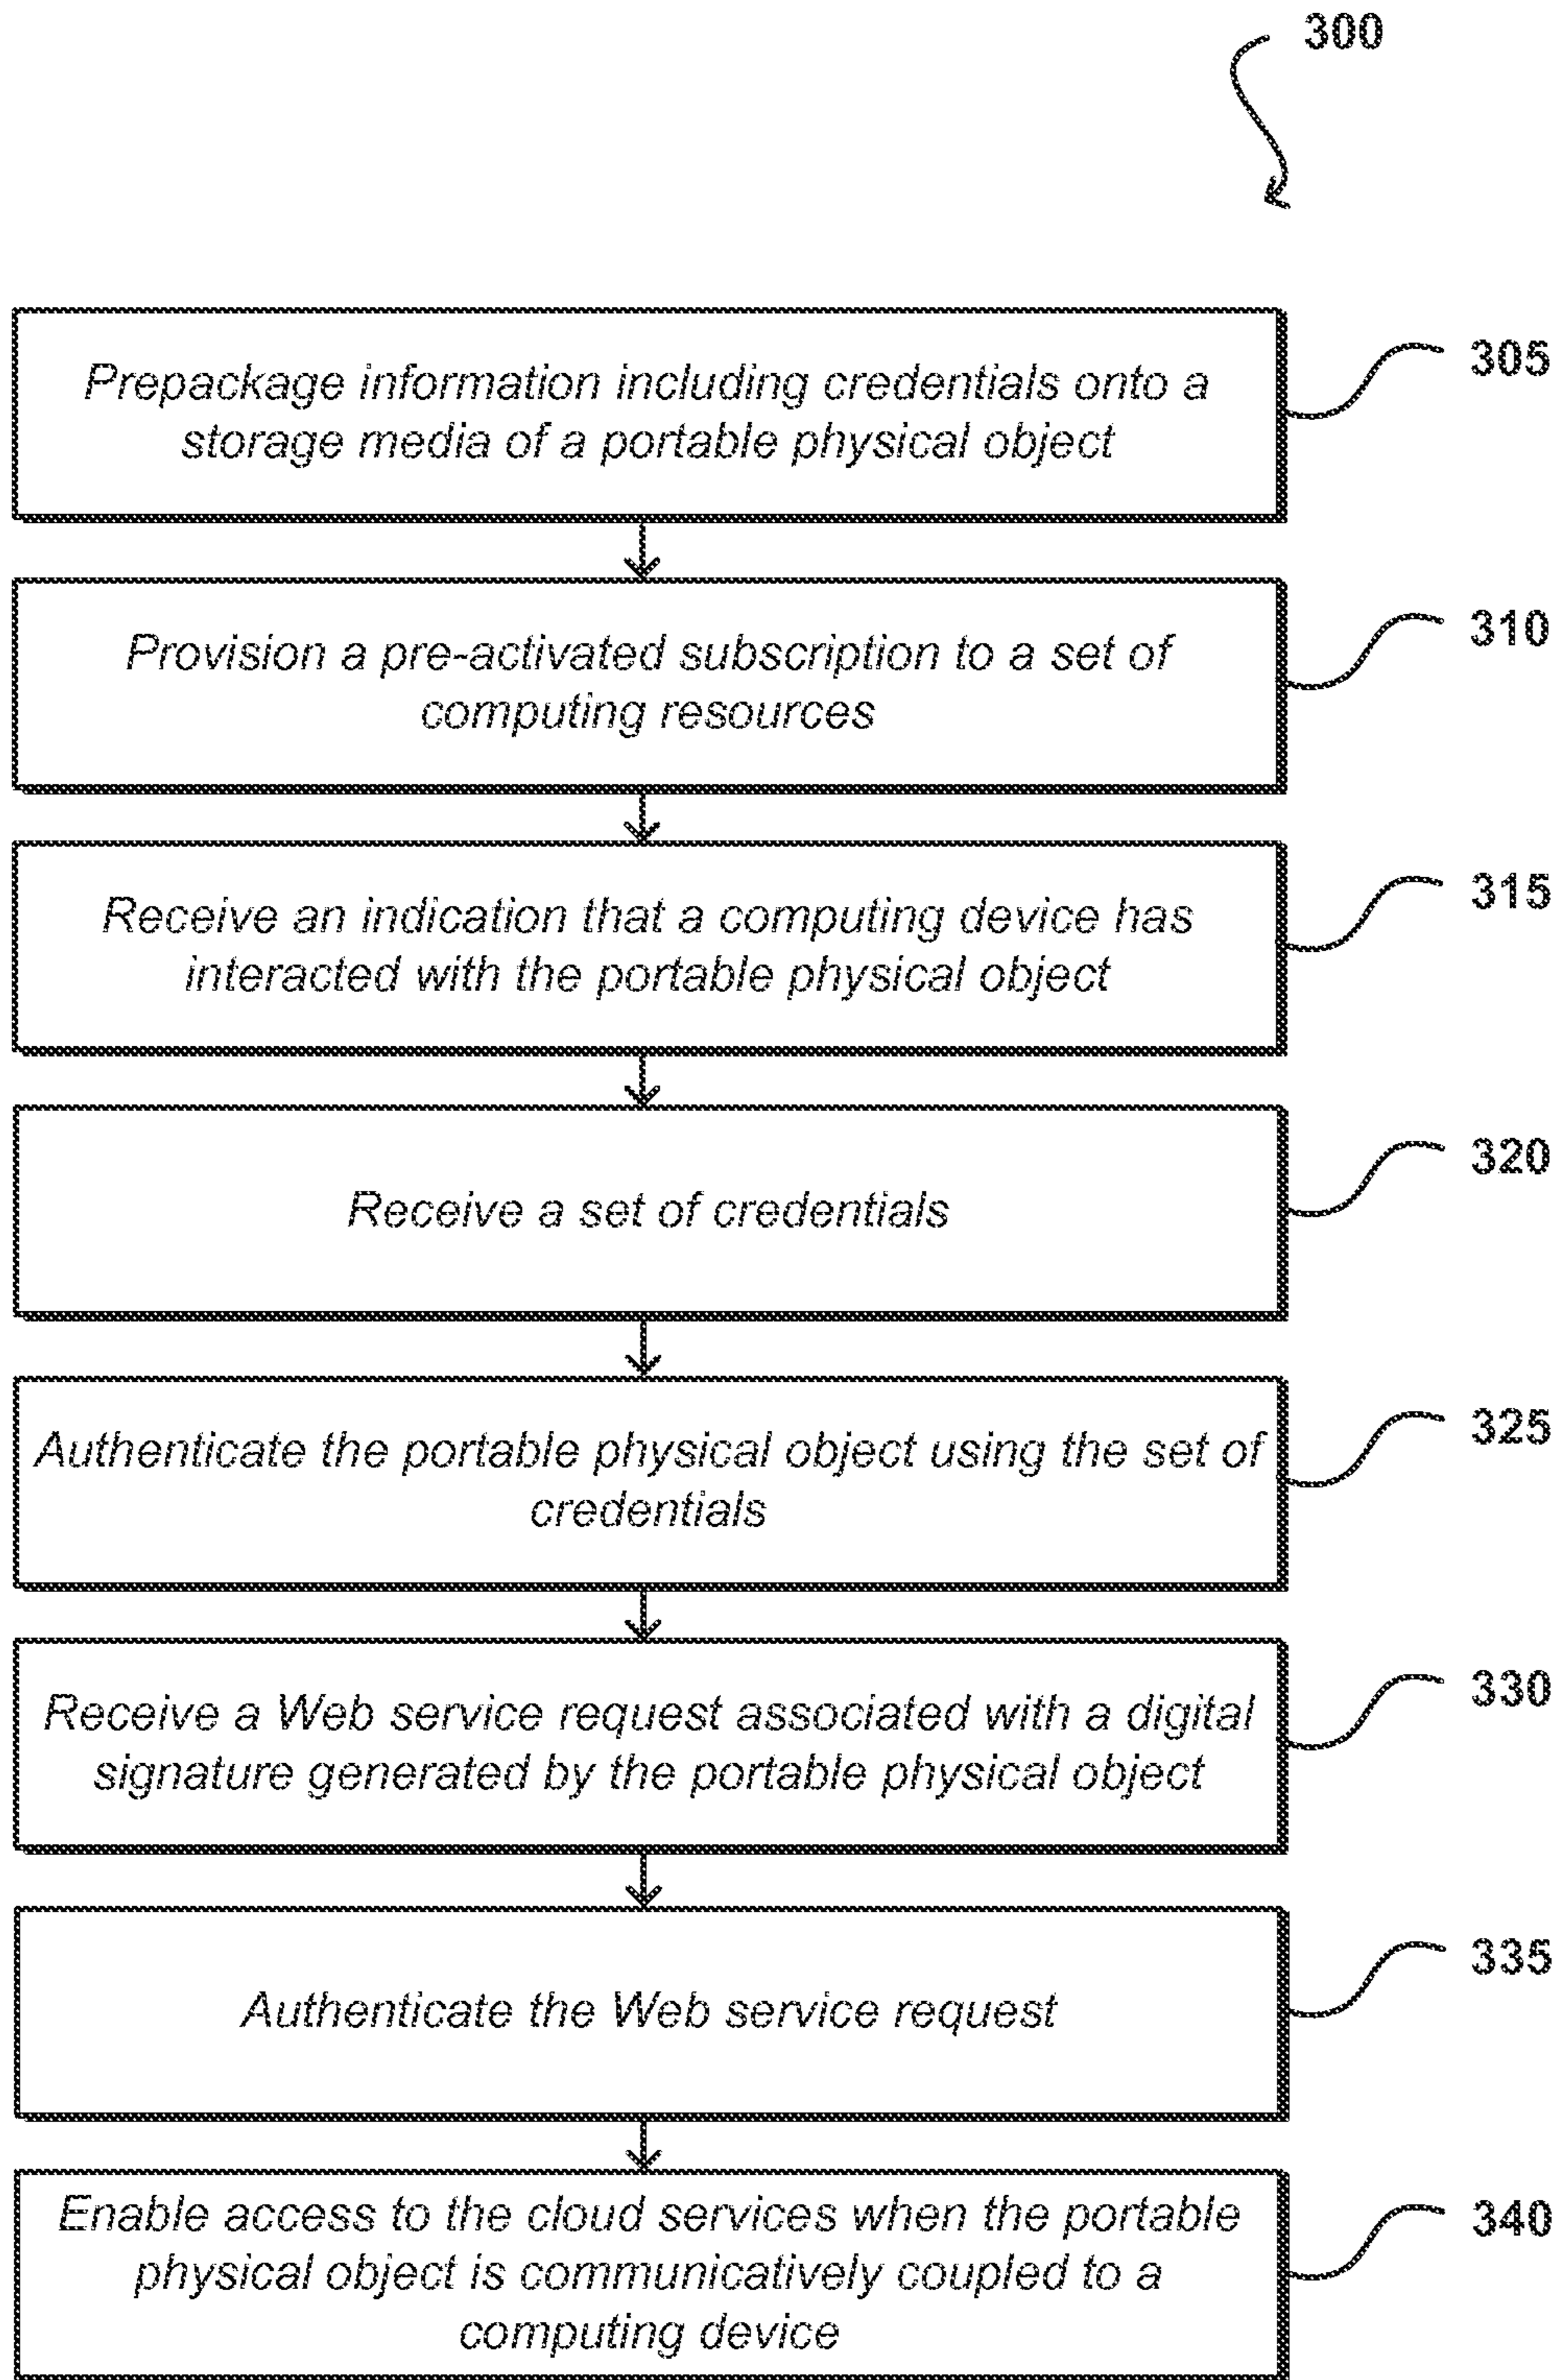 300
Prepackage information including credentials onto a
storage media of a portable physical object
305
Provision a pre-activated subscription to a set of
computing resources
310
Receive an indication that a computing device has
interacted with the portable physical object
315
Receive a set of credentials
320
Authenticate the portable physical object using the set of
credentials
325
Receive a Web service request associated with a digital
signature generated by the portable physical object
330
Authenticate the Web service request
335
Enable access to the cloud services when the portable
physical object is communicatively coupled to a
computing device
340